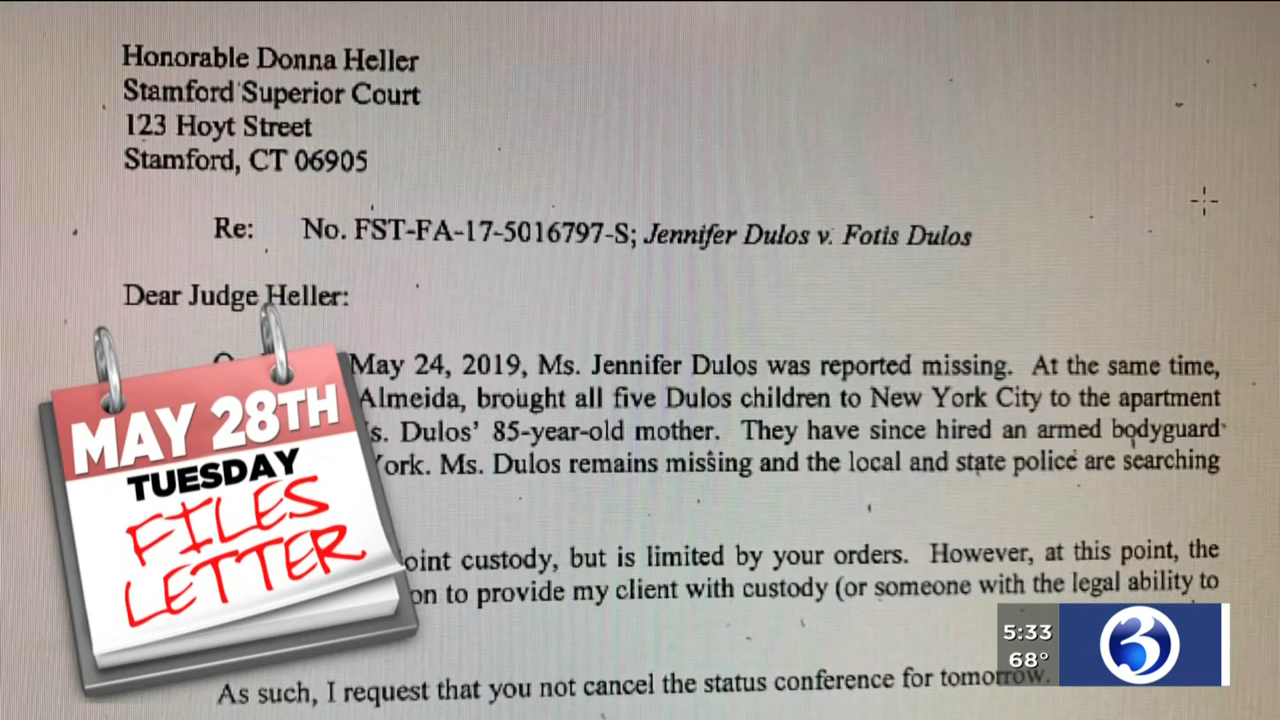 Honorable Donna Heller
Stamford Superior Court
123 Hoyt Street
Stamford, CT 06905
Re: No. FST-FA-17-5016797-S; Jennifer Dulos v. Fotis Dulos
Dear Judge Heller:
May 24, 2019, Ms. Jennifer Dulos was reported missing. At the same time,
Almeida, brought all five Dulos children to New York City to the apartment
s. Dulos' 85-year-old mother. They have since hired an armed bodyguard
ork. Ms. Dulos remains missing and the local and state police are searching
oint custody, but is limited by your orders. However, at this point, the
on to provide my client with custody (or someone with the legal ability to
As such, I request that you not cancel the status conference for tomorrow.
MAY 28TH
TUESDAY
FILES
LETTER
5:33
68°
3